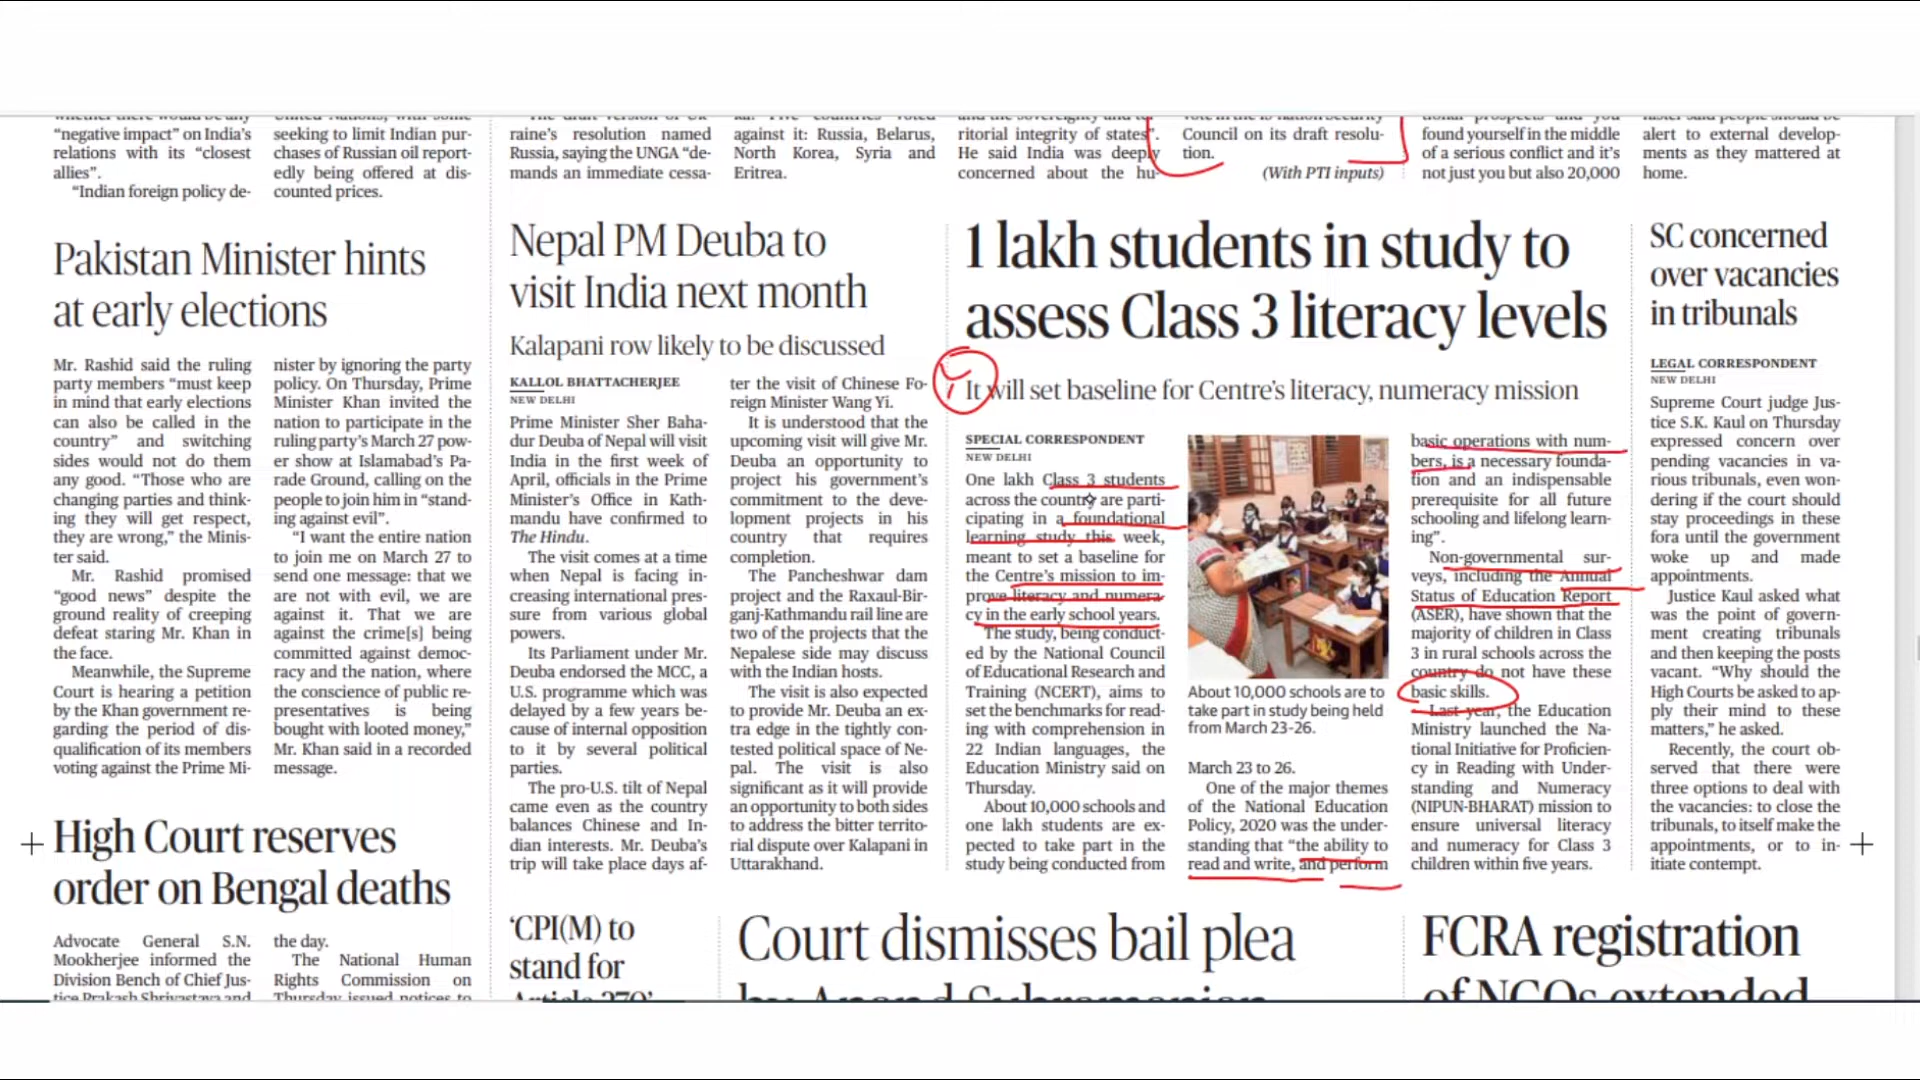 "negative impact" on India's
relations with its "closest
allies".
"Indian foreign policy de-
seeking to limit Indian pur-
chases of Russian oil report-
edly being offered at dis-
counted prices.
raine's resolution named
Russia, saying the UNGA "de-
mands an immediate cessa-
against it: Russia, Belarus,
North Korea, Syria and
Eritrea.
ritorial integrity of states".
He said India was deeply
concerned about the hu-
Council on its draft resolu-
tion.
(With PTI inputs)
found yourself in the middle
of a serious conflict and it's
not just you but also 20,000
alert to external develop-
ments as they mattered at
home.
Pakistan Minister hints
at early elections
Mr. Rashid said the ruling
party members "must keep
in mind that early elections
can also be called in the
country" and switching
sides would not do them
any good. "Those who are
changing parties and think-
ing they will get respect,
they are wrong," the Minis-
ter said.
Mr. Rashid promised
"good news" despite the
ground reality of creeping
defeat staring Mr. Khan in
the face.
Meanwhile, the Supreme
Court is hearing a petition
by the Khan government re-
garding the period of dis-
qualification of its members
voting against the Prime Mi-
nister by ignoring the party
policy. On Thursday, Prime
Minister Khan invited the
nation to participate in the
ruling party's March 27 pow-
er show at Islamabad's Pa-
rade Ground, calling on the
people to join him in "stand-
ing against evil".
"I want the entire nation
to join me on March 27 to
send one message: that we
are not with evil, we are
against it. That we are
against the crime[s] being
committed against democ-
racy and the nation, where
the conscience of public re-
presentatives is being
bought with looted money,"
Mr. Khan said in a recorded
message.
High Court reserves
order on Bengal deaths
Advocate General S.N.
Mookherjee informed the
Division Bench of Chief Jus-
tice Prakash Shrivastava and
the day.
The National Human
Rights Commission on
Thursday issued notices to
Nepal PM Deuba to
visit India next month
Kalapani row likely to be discussed
KALLOL BHATTACHERJEE
NEW DELHI
Prime Minister Sher Baha-
dur Deuba of Nepal will visit
India in the first week of
April, officials in the Prime
Minister's Office in Kath-
mandu have confirmed to
The Hindu.
The visit comes at a time
when Nepal is facing in-
creasing international pres-
sure from various global
powers.
Its Parliament under Mr.
Deuba endorsed the MCC, a
U.S. programme which was
delayed by a few years be-
cause of internal opposition
to it by several political
parties.
The pro-U.S. tilt of Nepal
came even as the country
balances Chinese and In-
dian interests. Mr. Deuba's
trip will take place days af-
ter the visit of Chinese Fo-
reign Minister Wang Yi.
It is understood that the
upcoming visit will give Mr.
Deuba an opportunity to
project his government's
commitment to the deve-
lopment projects in his
country that requires
completion.
The Pancheshwar dam
project and the Raxaul-Bir-
ganj-Kathmandu rail line are
two of the projects that the
Nepalese side may discuss
with the Indian hosts.
The visit is also expected
to provide Mr. Deuba an ex-
tra edge in the tightly con-
tested political space of Ne-
pal. The visit is also
significant as it will provide
an opportunity to both sides
to address the bitter territo-
rial dispute over Kalapani in
Uttarakhand.
1 lakh students in study to
assess Class 3 literacy levels
It will set baseline for Centre's literacy, numeracy mission
SPECIAL CORRESPONDENT
NEW DELHI
One lakh Class 3 students
across the country are parti-
cipating in a foundational
learning study this week,
meant to set a baseline for
the Centre's mission to im-
prove literacy and numera-
cy in the early school years.
The study, being conduct-
ed by the National Council
of Educational Research and
Training (NCERT), aims to
set the benchmarks for read-
ing with comprehension in
22 Indian languages, the
Education Ministry said on
Thursday.
About 10,000 schools and
one lakh students are ex-
pected to take part in the
study being conducted from
About 10,000 schools are to
take part in study being held
from March 23-26.
March 23 to 26.
One of the major themes
of the National Education
Policy, 2020 was the under-
standing that "the ability to
read and write, and perform
basic operations with num-
bers, is a necessary founda-
tion and an indispensable
prerequisite for all future
schooling and lifelong learn-
ing".
Non-governmental sur-
veys, including the Annual
Status of Education Report
(ASER), have shown that the
majority of children in Class
3 in rural schools across the
country do not have these
basic skills.
Last year, the Education
Ministry launched the Na-
tional Initiative for Proficien-
cy in Reading with Under-
standing and Numeracy
(NIPUN-BHARAT) mission to
ensure universal literacy
and numeracy for Class 3
children within five years.
SC concerned
over vacancies
in tribunals
LEGAL CORRESPONDENT
NEW DELHI
Supreme Court judge Jus-
tice S.K. Kaul on Thursday
expressed concern over
pending vacancies in va-
rious tribunals, even won-
dering if the court should
stay proceedings in these
fora until the government
woke up and made
appointments.
Justice Kaul asked what
was the point of govern-
ment creating tribunals
and then keeping the posts
vacant. "Why should the
High Courts be asked to ap-
ply their mind to these
matters," he asked.
Recently, the court ob-
served that there were
three options to deal with
the vacancies: to close the
tribunals, to itself make the
appointments, or to in-
itiate contempt.
'CPI(M) to
stand for
Article 370'
Court dismisses bail plea
by Anand Subramanian
FCRA registration
of NGOs extended